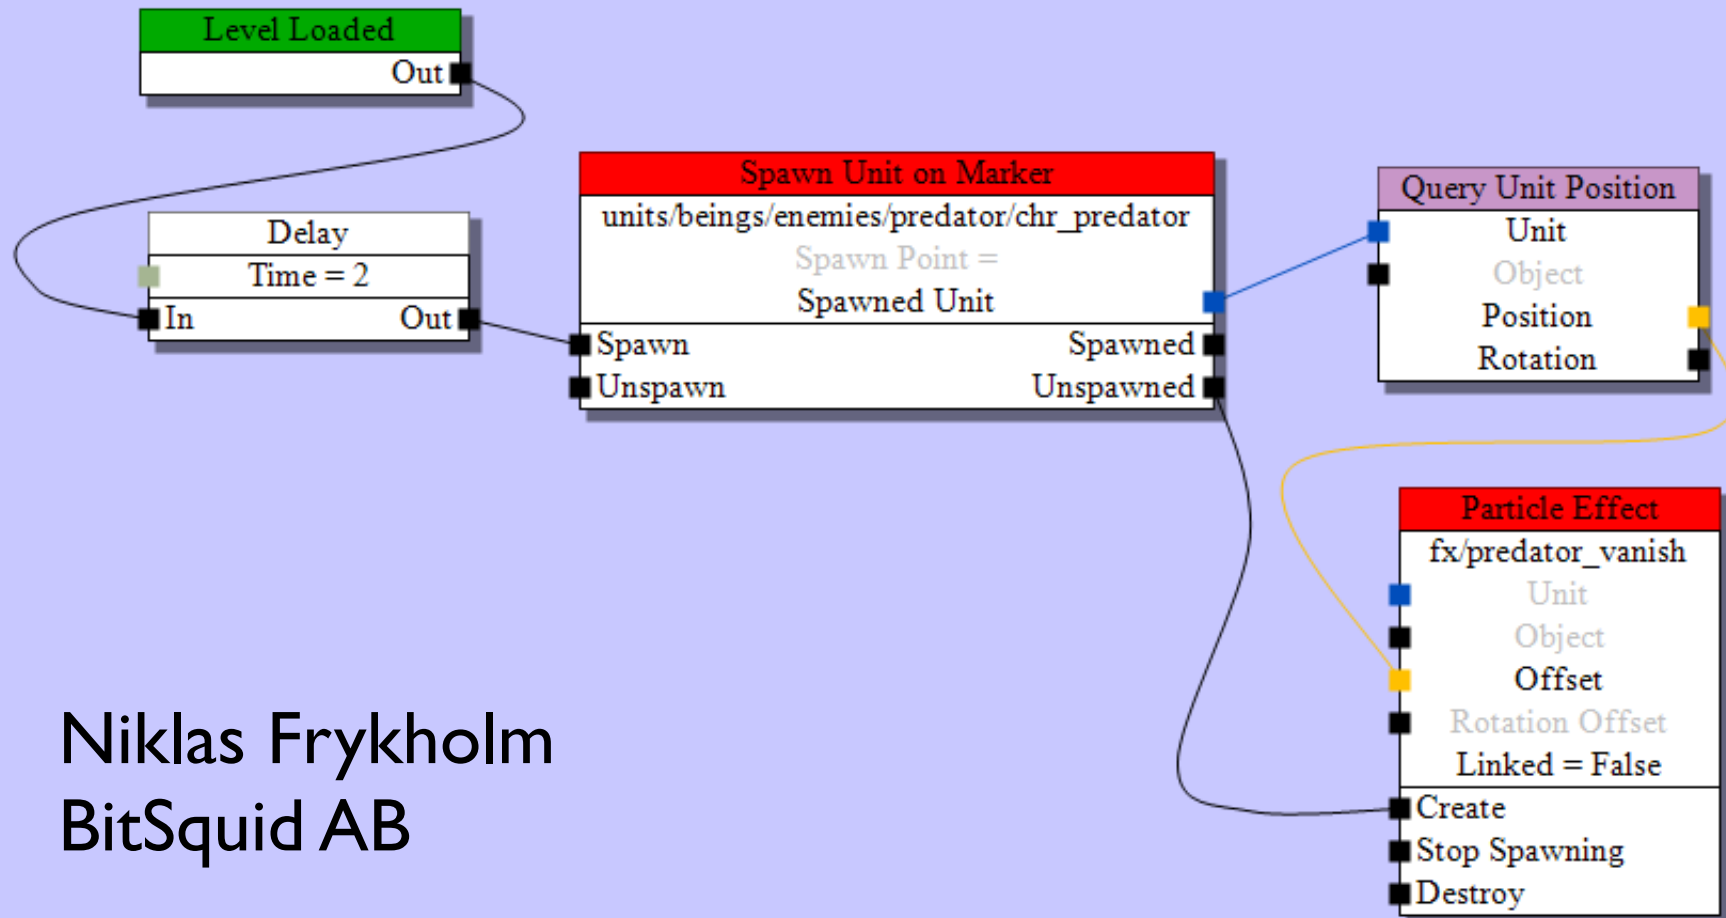 Level Loaded
Out
Delay
Time = 2
In Out
Spawn Unit on Marker
units/beings/enemies/predator/chr_predator
Spawn Point =
Spawned Unit
Spawn Spawned
Unspawn Unspawned
Query Unit Position
Unit
Object
Position
Rotation
Particle Effect
fx/predator_vanish
Unit
Object
Offset
Rotation Offset
Linked = False
Create
Stop Spawning
Destroy
Niklas Frykholm
BitSquid AB